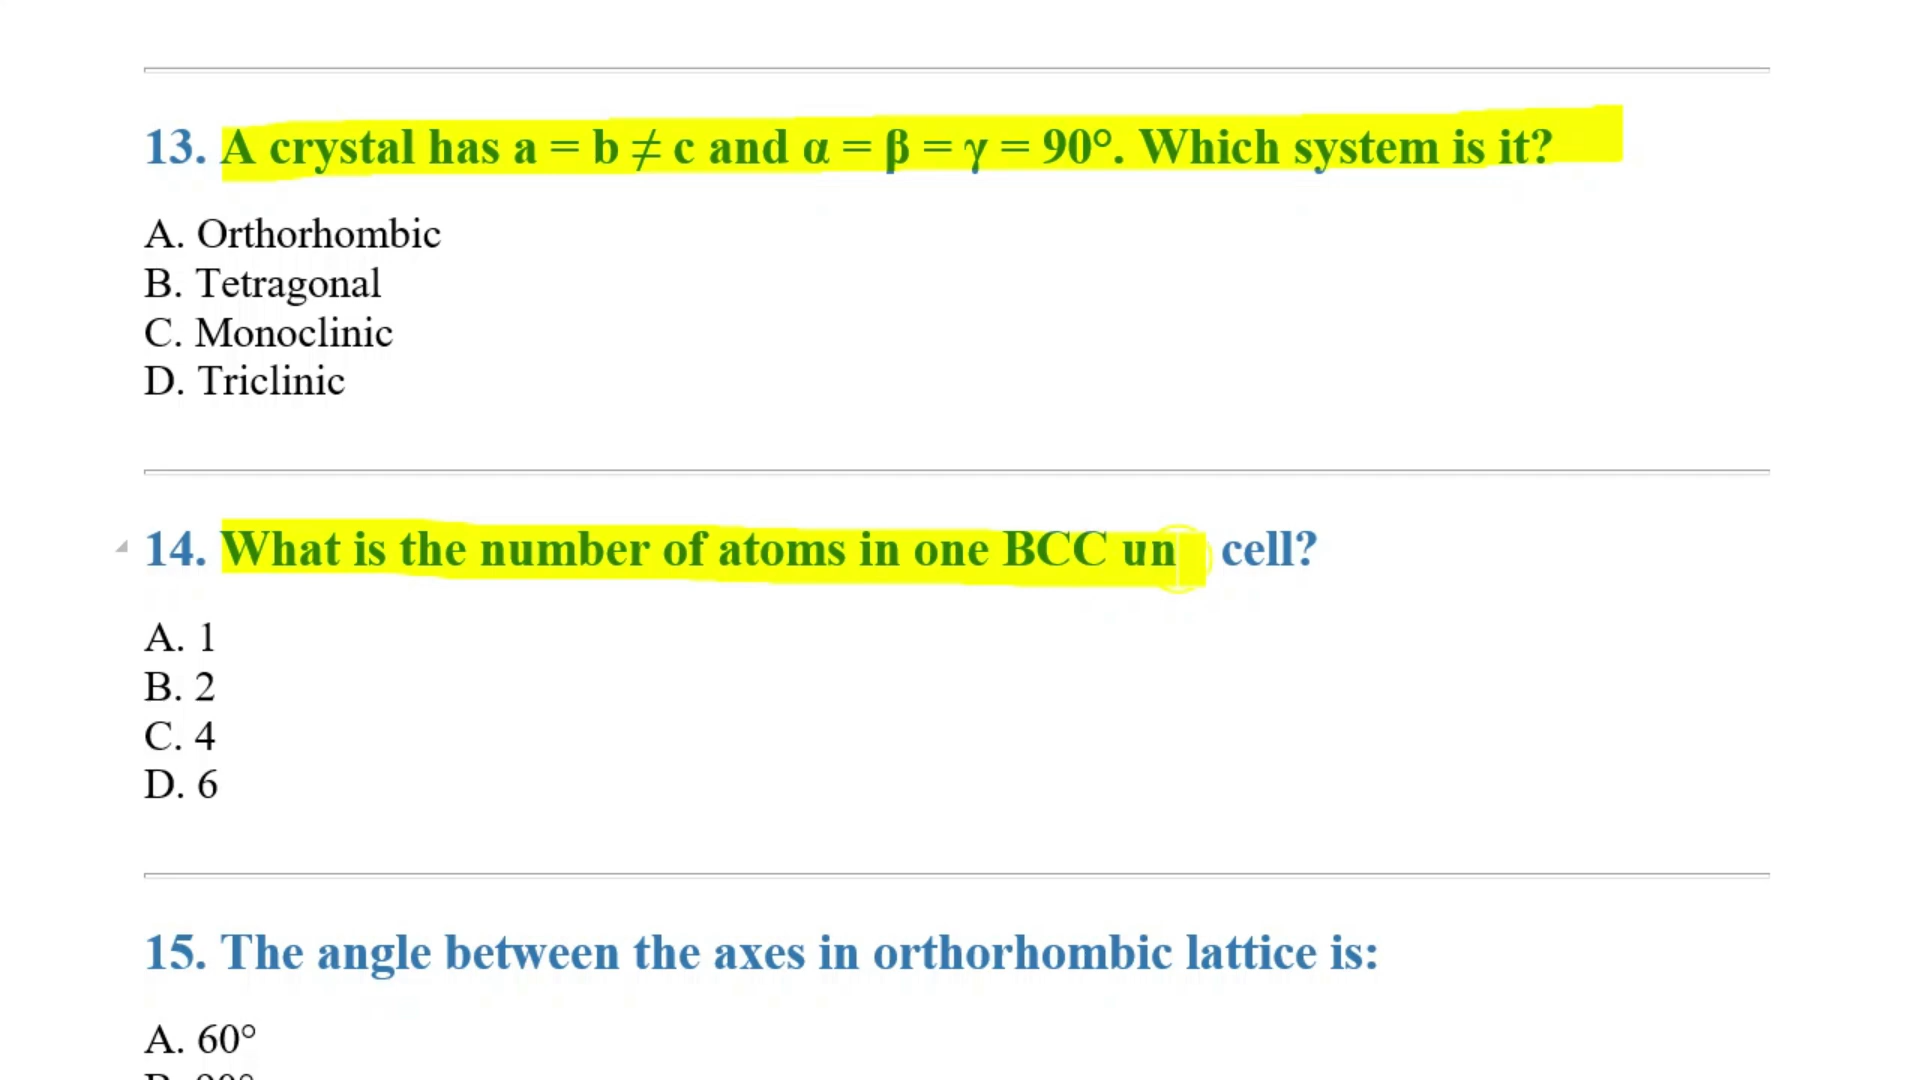 13. A crystal has a = b ≠ c and α = β = γ = 90°. Which system is it?
A. Orthorhombic
B. Tetragonal
C. Monoclinic
D. Triclinic
14. What is the number of atoms in one BCC un cell?
A. 1
B. 2
C. 4
D. 6
15. The angle between the axes in orthorhombic lattice is:
A. 60°